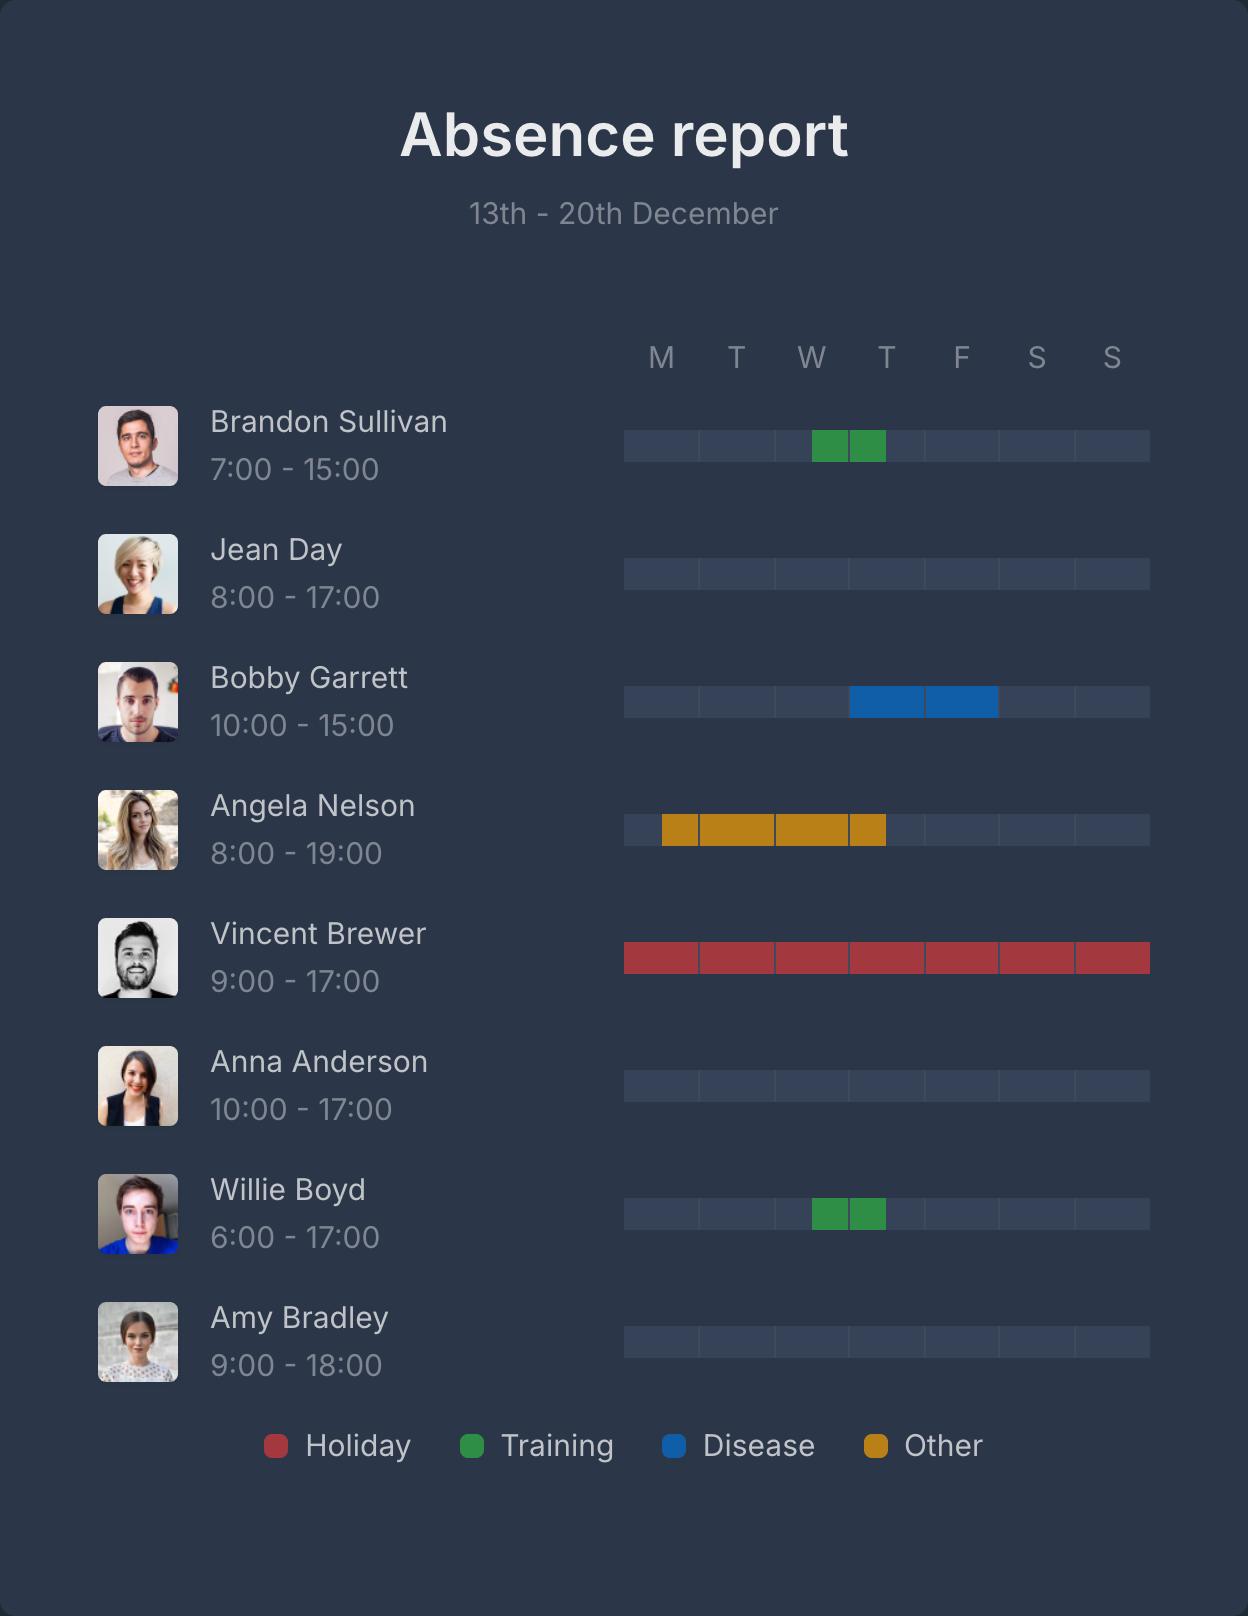 Absence report
13th - 20th December
M T W T F S S
Brandon Sullivan
7:00 - 15:00
Jean Day
8:00 - 17:00
Bobby Garrett
10:00 - 15:00
Angela Nelson
8:00 - 19:00
Vincent Brewer
9:00 - 17:00
Anna Anderson
10:00 - 17:00
Willie Boyd
6:00 - 17:00
Amy Bradley
9:00 - 18:00
Holiday Training Disease Other